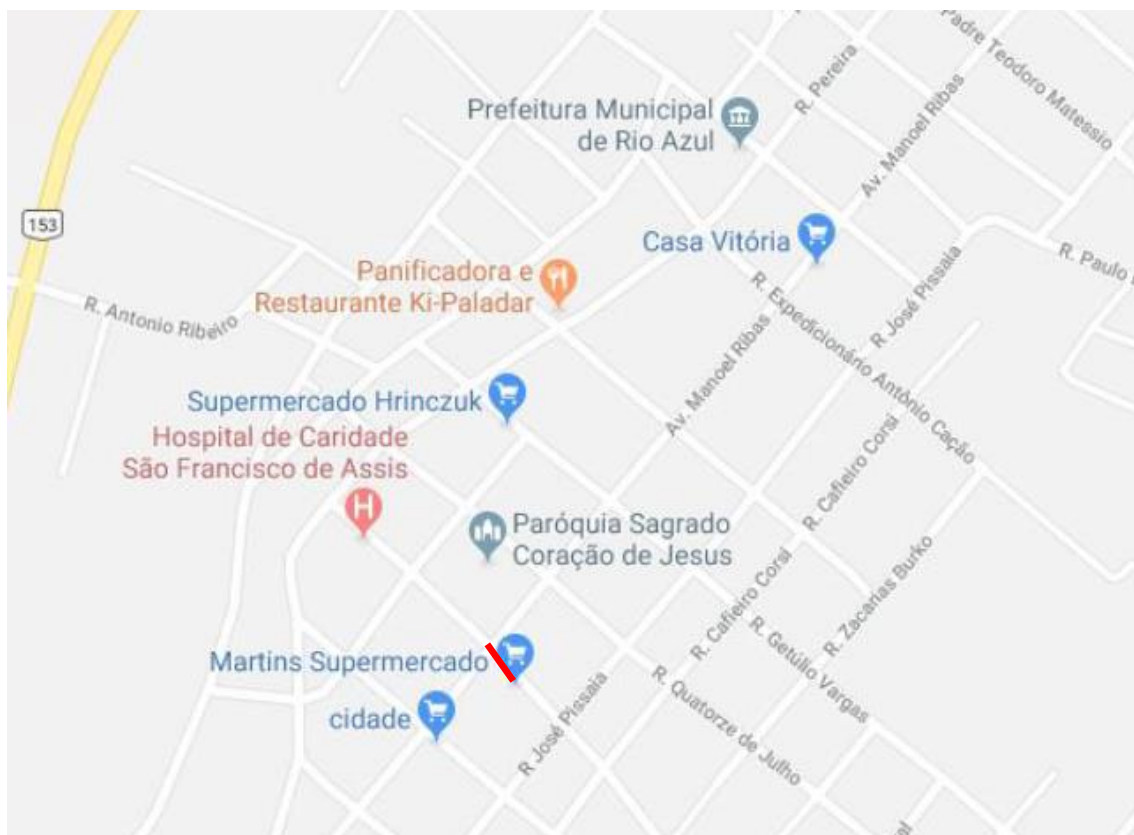 Padre Teodoro Matessio
R. Pereira
Av. Manoel Ribas
Prefeitura Municipal
de Rio Azul
153
Casa Vitória
R. Paulo
Panificadora e
Restaurante Ki-Paladar
R. Expedicionário Antônio Cação
R José Pissaia
R. Antonio Ribeiro
Av. Manoel Ribas
Supermercado Hrinczuk
Hospital de Caridade
São Francisco de Assis
H
R. Cafieiro Corsi
Paróquia Sagrado
Coração de Jesus
R. Cafieiro Corsi
R. Zacarias Burko
R. Getúlio Vargas
Martins Supermercado
R. Quatorze de Julho
cidade
R José Pissaia